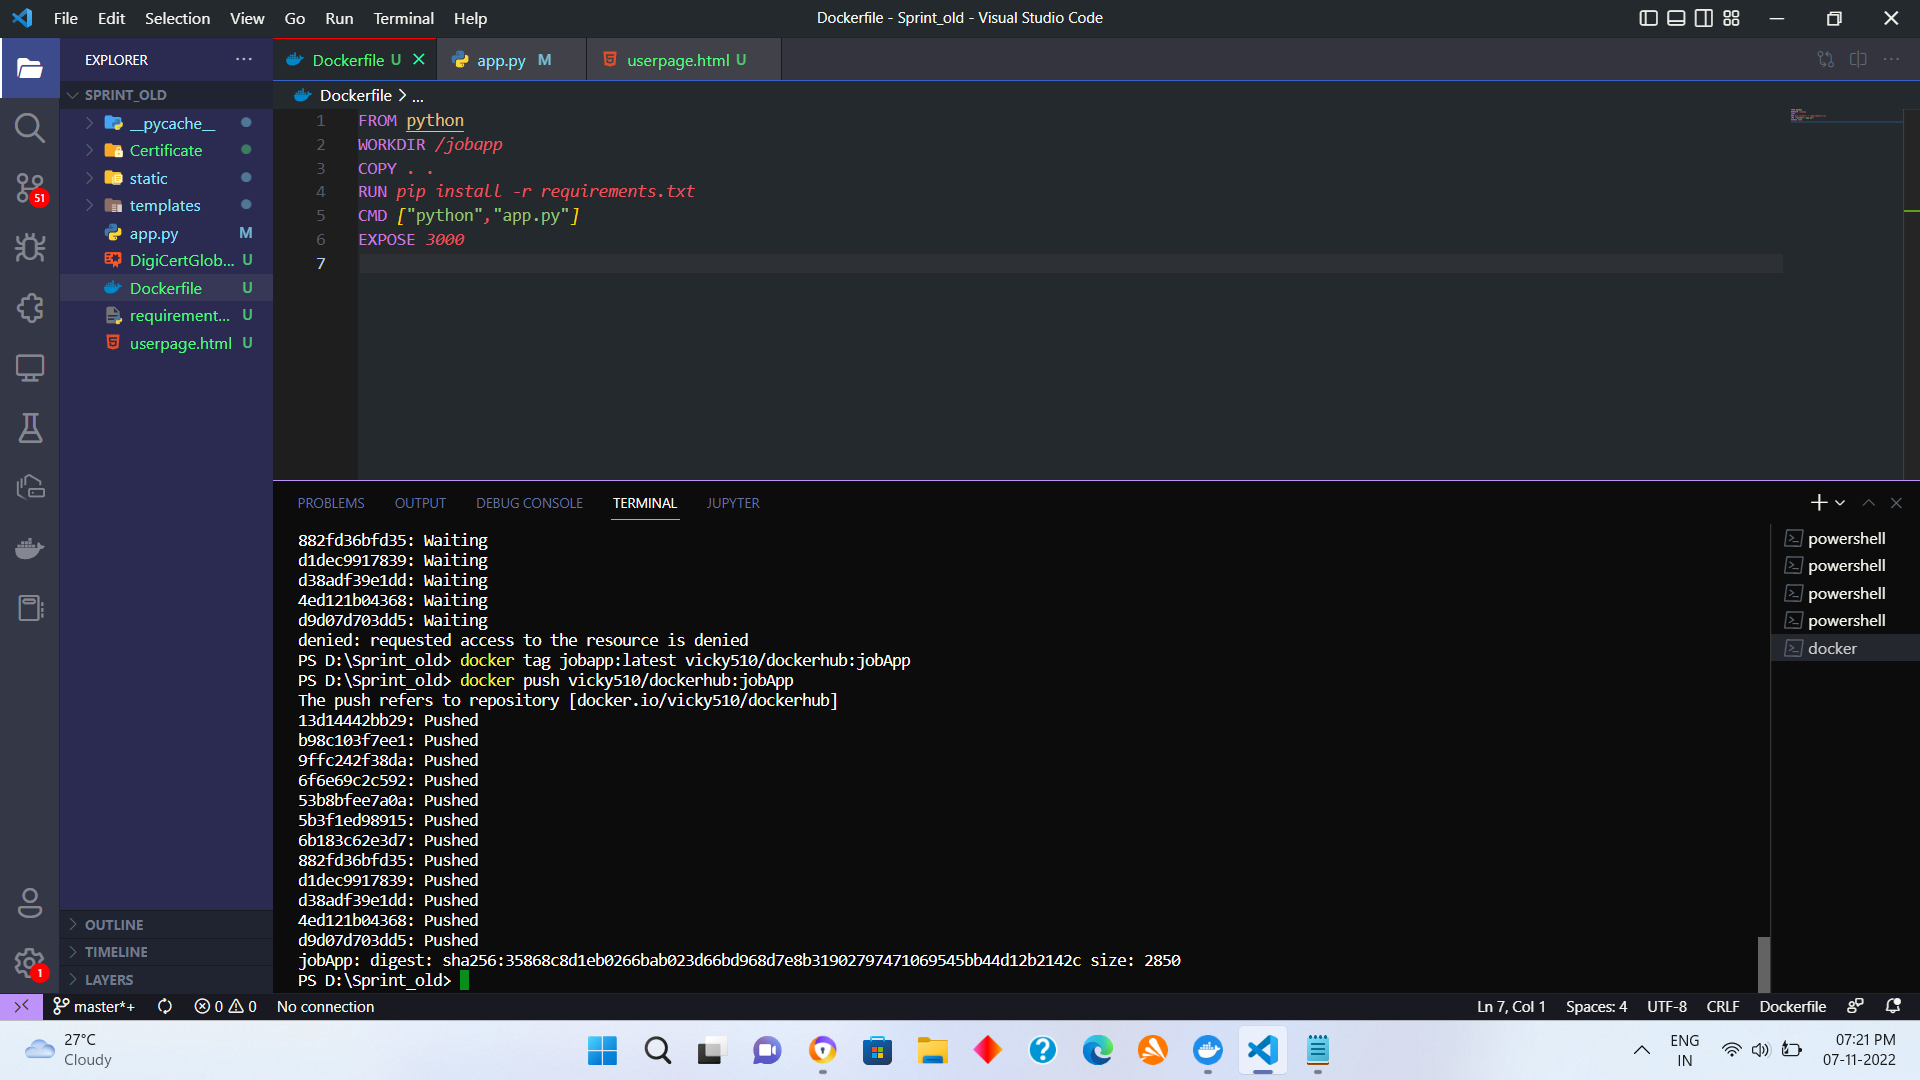 File Edit Selection View Go Run Terminal Help
Dockerfile - Sprint_old - Visual Studio Code
EXPLORER
Dockerfile U
app.py M
userpage.html U
SPRINT_OLD
__pycache__
Certificate
static
templates
app.py M
DigiCertGlob... U
Dockerfile U
requirement... U
userpage.html U
OUTLINE
TIMELINE
LAYERS
51
1
Dockerfile > ...
1 FROM python
2 WORKDIR /jobapp
3 COPY . .
4 RUN pip install -r requirements.txt
5 CMD ["python","app.py"]
6 EXPOSE 3000
7
PROBLEMS OUTPUT DEBUG CONSOLE TERMINAL JUPYTER
882fd36bfd35: Waiting
d1dec9917839: Waiting
d38adf39e1dd: Waiting
4ed121b04368: Waiting
d9d07d703dd5: Waiting
denied: requested access to the resource is denied
PS D:\Sprint_old> docker tag jobapp:latest vicky510/dockerhub:jobApp
PS D:\Sprint_old> docker push vicky510/dockerhub:jobApp
The push refers to repository [docker.io/vicky510/dockerhub]
13d14442bb29: Pushed
b98c103f7ee1: Pushed
9ffc242f38da: Pushed
6f6e69c2c592: Pushed
53b8bfee7a0a: Pushed
5b3f1ed98915: Pushed
6b183c62e3d7: Pushed
882fd36bfd35: Pushed
d1dec9917839: Pushed
d38adf39e1dd: Pushed
4ed121b04368: Pushed
d9d07d703dd5: Pushed
jobApp: digest: sha256:35868c8d1eb0266bab023d66bd968d7e8b31902797471069545bb44d12b2142c size: 2850
PS D:\Sprint_old>
powershell
powershell
powershell
powershell
docker
master*+ 0 0 No connection
Ln 7, Col 1 Spaces: 4 UTF-8 CRLF Dockerfile
27°C
Cloudy
ENG
IN
07:21 PM
07-11-2022